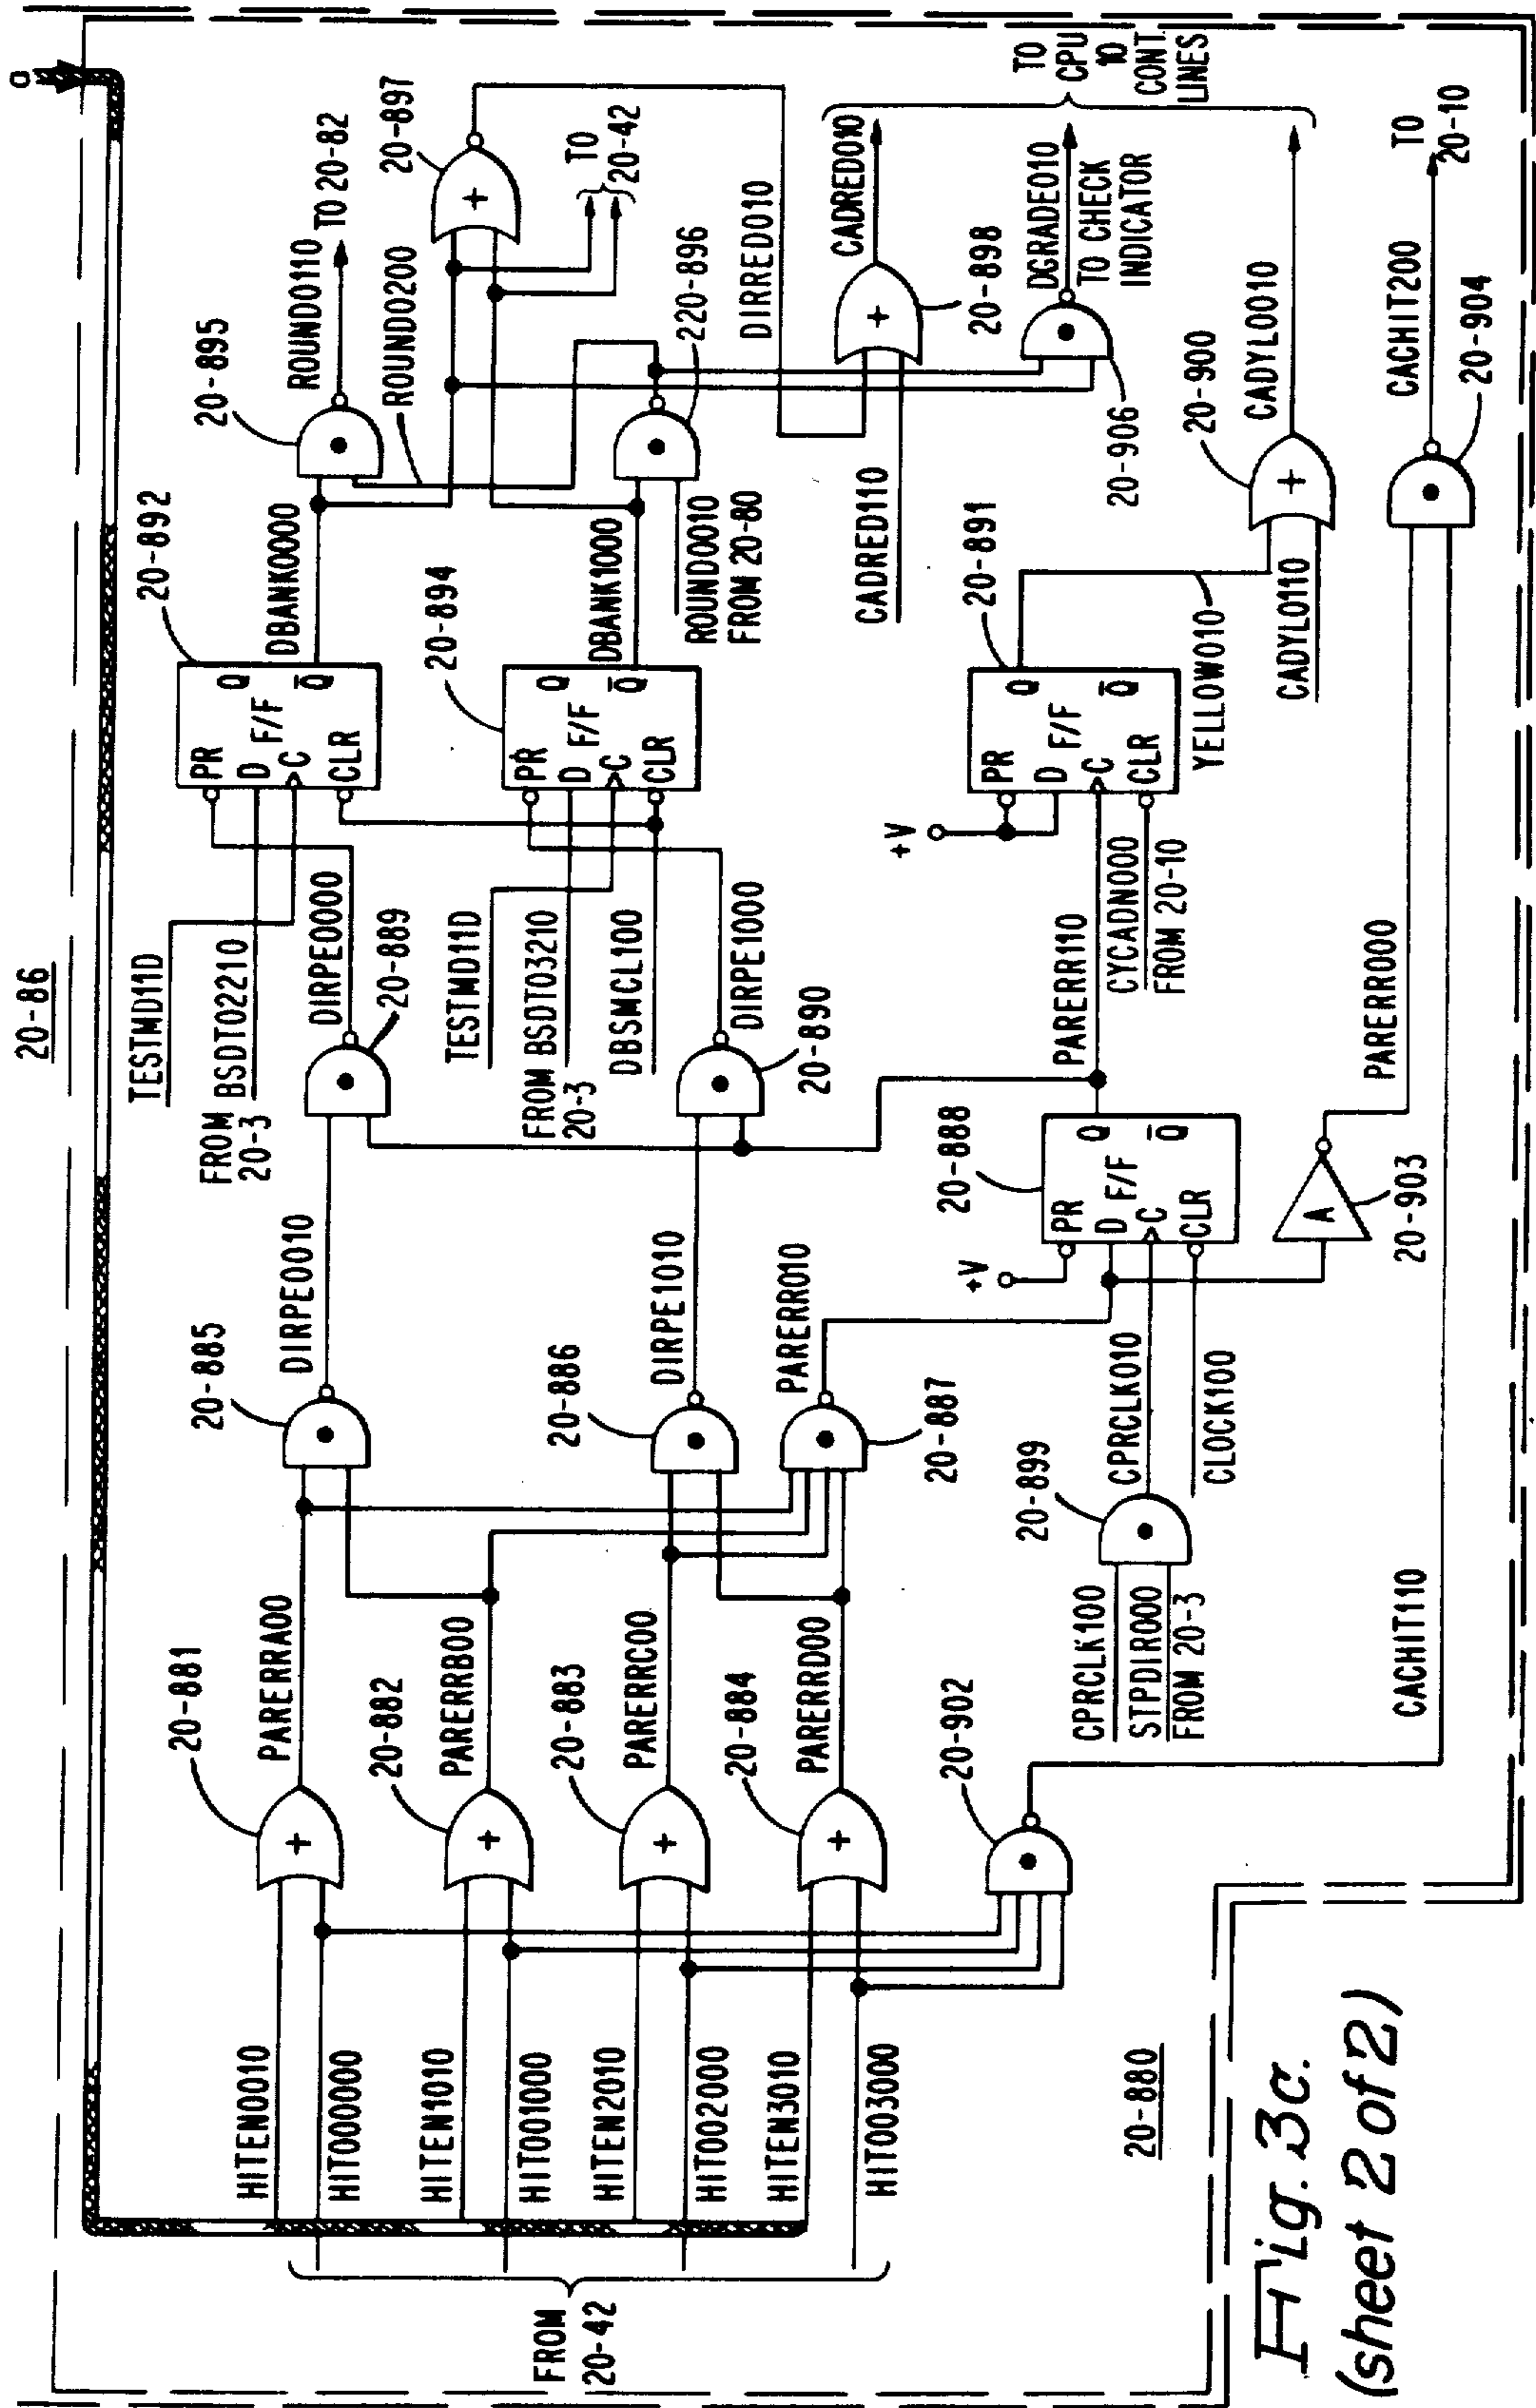 20-86
a
20-881
PARERRA00
HITEN0010
HIT000000
20-882
PARERRB00
HITEN1010
HIT001000
20-883
PARERRC00
HITEN2010
HIT002000
20-884
PARERRD00
HITEN3010
HIT003000
FROM
20-42
20-902
20-880
20-885
DIRPE0010
20-886
DIRPE1010
PARERR010
20-887
20-899
CPRCLK100
STPDIR000
FROM 20-3
CPRCLK010
CLOCK100
CACHIT110
TESTMD11D
FROM BSDT02210
20-3
DIRPE0000
20-889
TESTMD11D
FROM BSDT03210
20-3
DBSMCL100
DIRPE1000
20-890
20-888
+V
PR
D
F/F
C
CLR
Q
Q̅
A
20-903
PARERR110
CYCADN000
FROM 20-10
PARERR000
20-892
PR
D
F/F
C
CLR
Q
Q̅
DBANK0000
20-894
PR
D
F/F
C
CLR
Q
Q̅
DBANK1000
ROUND0010
FROM 20-80
20-891
+V
PR
D
F/F
C
CLR
Q
Q̅
YELLOW010
20-895
ROUND0110
TO 20-82
ROUND0200
20-897
TO
20-42
220-896
DIRRED010
CADRED110
CADRED010
20-898
DGRADE010
TO CHECK
INDICATOR
20-906
20-900
CADYL0010
CADYL0110
CACHIT200
20-904
TO
20-10
TO
CPU
10
CONT.
LINES
Fig. 3c.
(sheet 2 of 2)